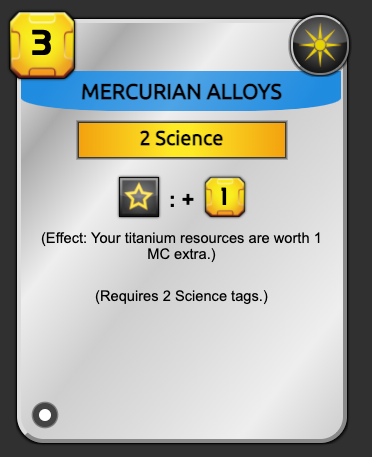 3
MERCURIAN ALLOYS
2 Science
: + 1
(Effect: Your titanium resources are worth 1
MC extra.)
(Requires 2 Science tags.)